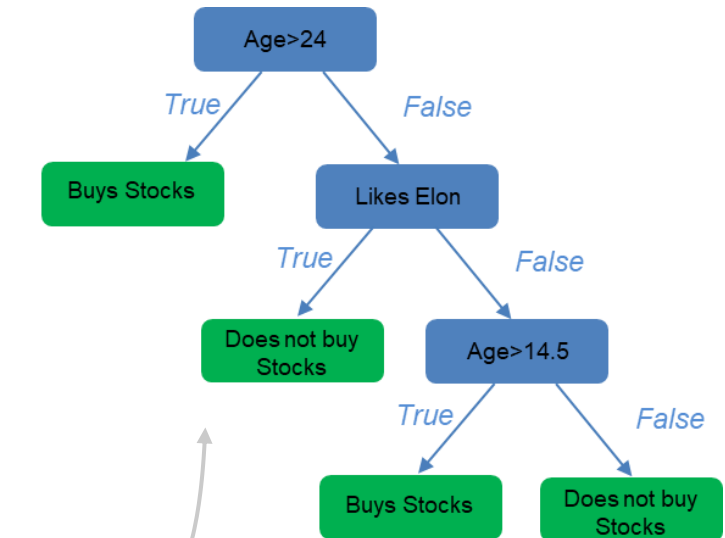 Age>24
True
False
Buys Stocks
Likes Elon
True
False
Does not buy
Stocks
Age>14.5
True
False
Buys Stocks
Does not buy
Stocks